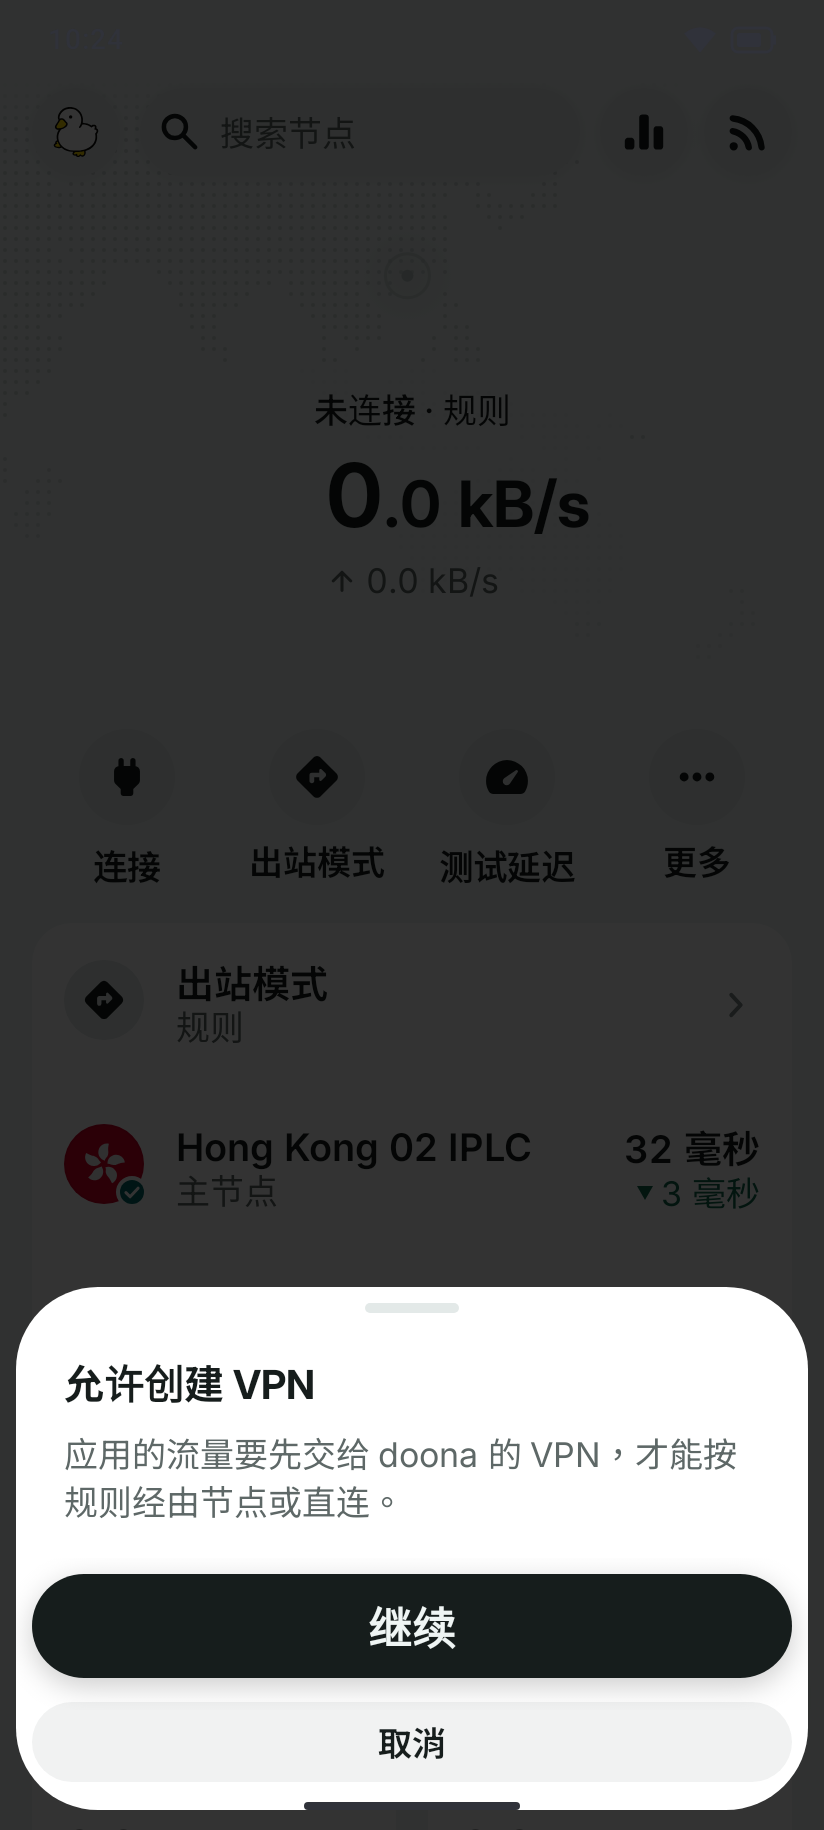 搜索节点
未连接 · 规则
0.0 kB/s
↑ 0.0 kB/s
连接
出站模式
测试延迟
更多
出站模式
规则
Hong Kong 02 IPLC
32 毫秒
主节点
▼3 毫秒
允许创建 VPN
应用的流量要先交给 doona 的 VPN，才能按
规则经由节点或直连。
继续
取消